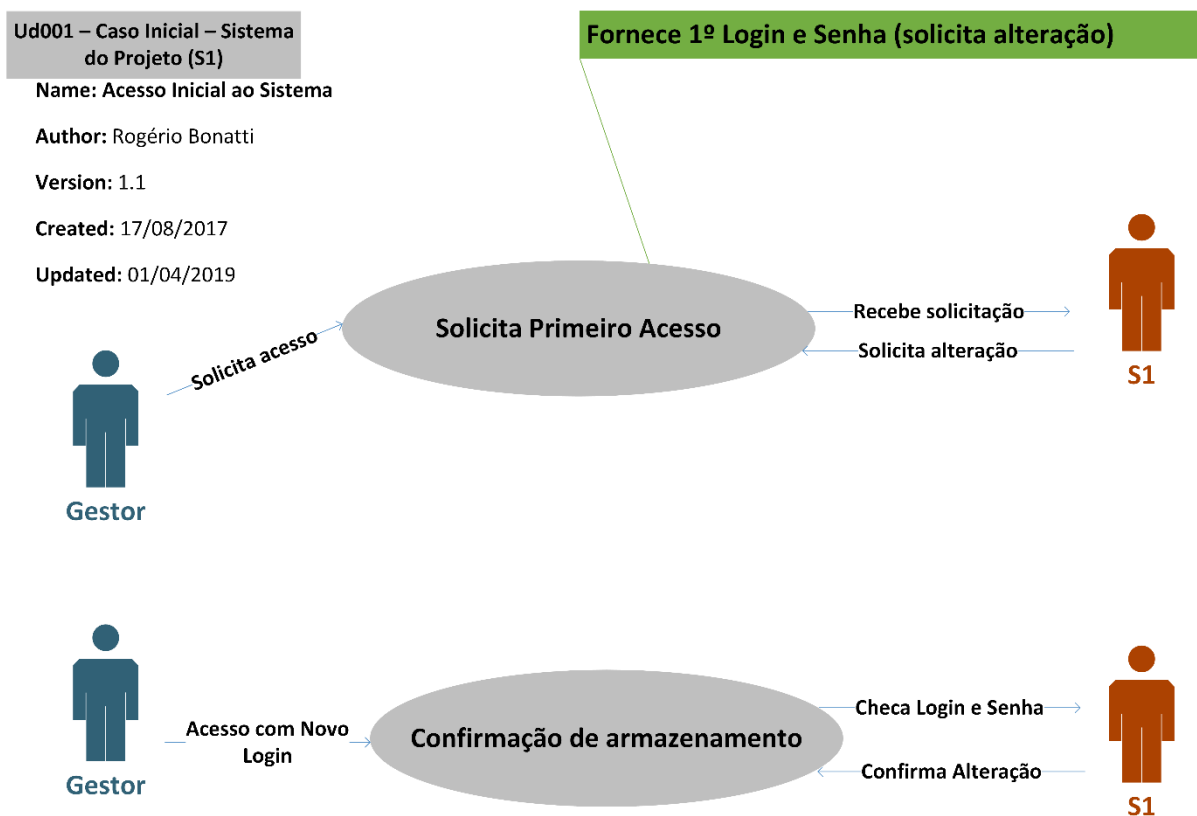 Ud001 – Caso Inicial – Sistema
do Projeto (S1)
Fornece 1º Login e Senha (solicita alteração)
Name: Acesso Inicial ao Sistema
Author: Rogério Bonatti
Version: 1.1
Created: 17/08/2017
Updated: 01/04/2019
Solicita acesso
Solicita Primeiro Acesso
Recebe solicitação
Solicita alteração
S1
Gestor
Acesso com Novo
Login
Confirmação de armazenamento
Checa Login e Senha
Confirma Alteração
Gestor
S1